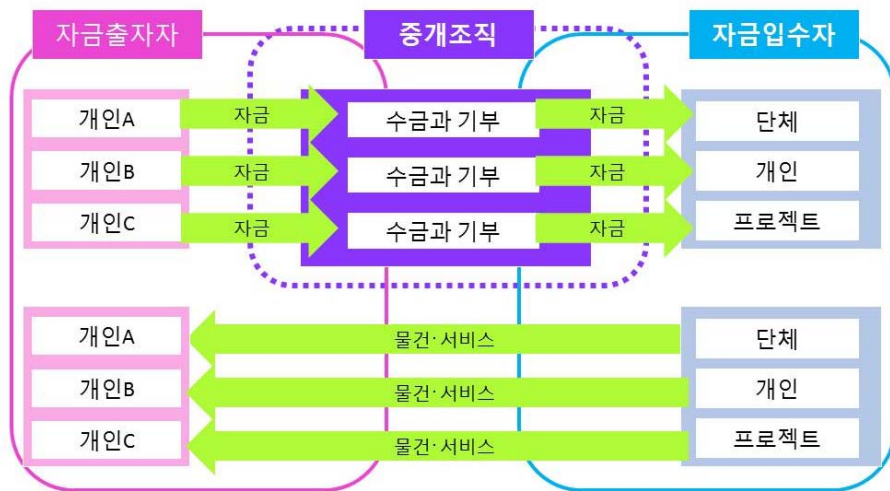 자금출자자
중개조직
자금입수자
개인A
자금
수금과 기부
자금
단체
개인B
자금
수금과 기부
자금
개인
개인C
자금
수금과 기부
자금
프로젝트
개인A
물건·서비스
단체
개인B
물건·서비스
개인
개인C
물건·서비스
프로젝트